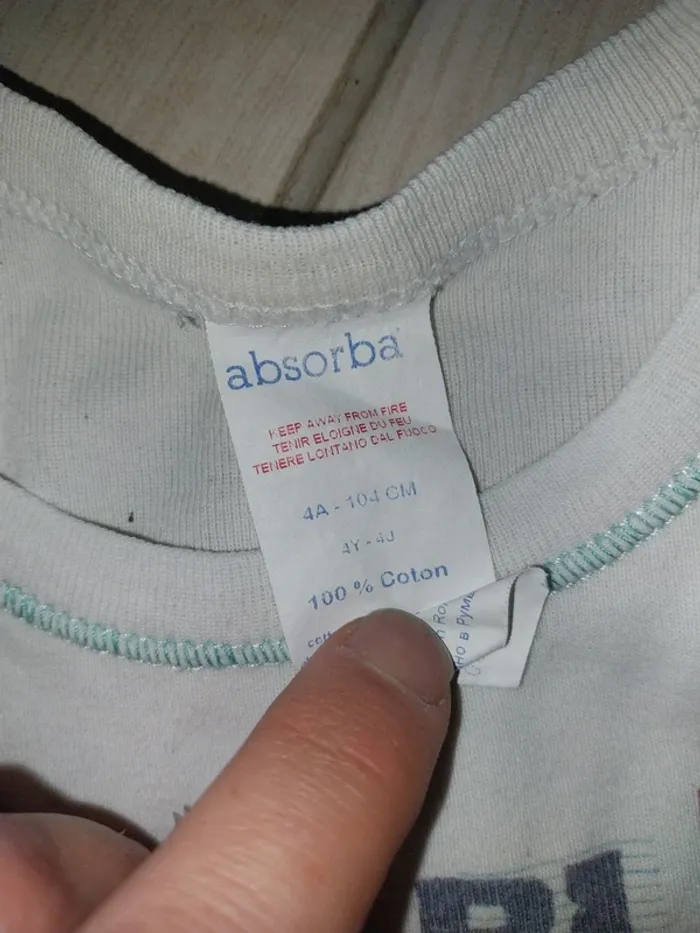 absorba
KEEP AWAY FROM FIRE
TENIR ELOIGNE DU FEU
TENERE LONTANO DAL FUOCO
4A - 104 CM
4Y - 4J
100 % Coton